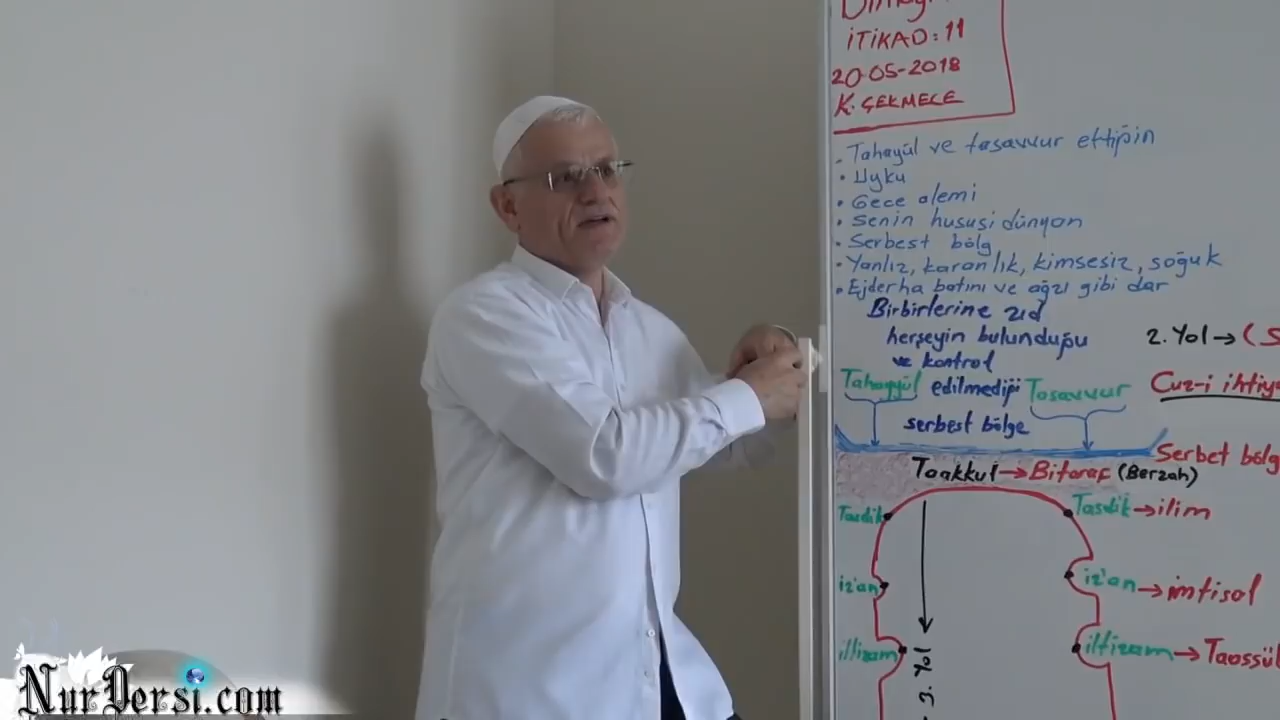 İTİKAD: 11
20-05-2018
K. ÇEKMECE
• Tahayül ve tasavvur ettiğin
• Uyku
• Gece alemi
• Senin hususi dünyan
• Serbest bölg
• Yanlız, karanlık, kimsesiz, soğuk
• Ejderha batını ve ağzı gibi dar
Birbirlerine zıd
herşeyin bulunduğu
ve kontrol
Tahayyül edilmediği Tasavvur
serbest bölge
2. Yol → (S
Cuz-i ihtiya
Serbet bölg
Taakkul → Bitaraf (Berzah)
Tasdik
Tasdik → ilim
iz'an
iz'an → imtisal
iltizam
iltizam → Taassu
3. Yol
NurDersi.com